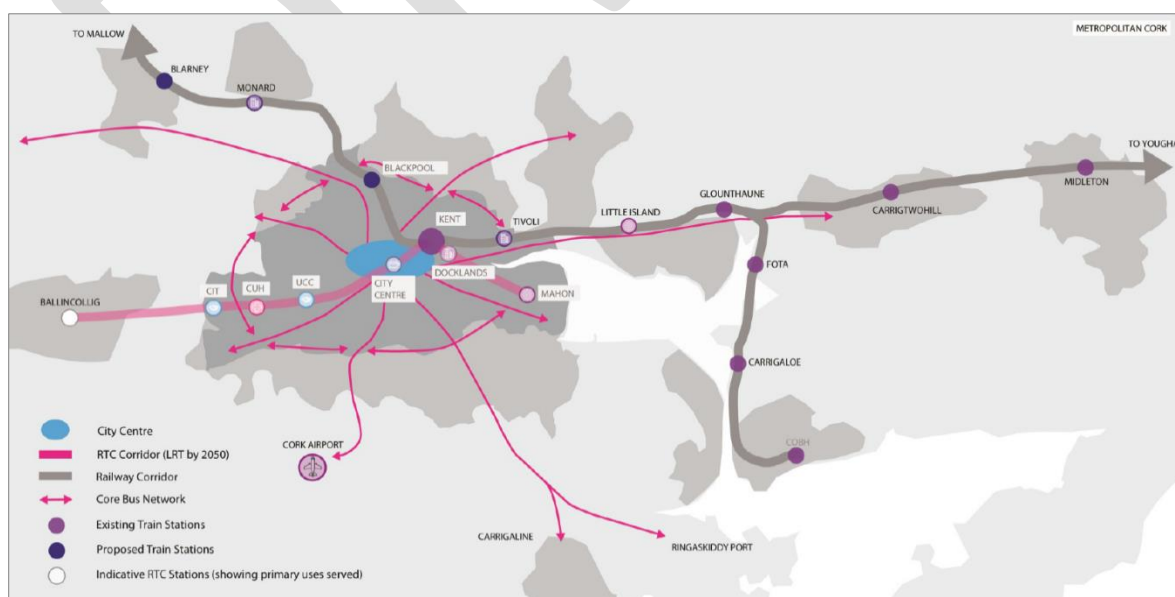 METROPOLITAN CORK
TO MALLOW
BLARNEY
MONARD
BLACKPOOL
TO YOUGHA
MIDLETON
CARRIGTWOHILL
GLOUNTHAUNE
LITTLE ISLAND
TIVOLI
KENT
DOCKLANDS
CITY
CENTRE
MAHON
UCC
CUH
CIT
BALLINCOLLIG
FOTA
CARRIGALOE
COBH
CORK AIRPORT
CARRIGALINE
RINGASKIDDY PORT
City Centre
RTC Corridor (LRT by 2050)
Railway Corridor
Core Bus Network
Existing Train Stations
Proposed Train Stations
Indicative RTC Stations (showing primary uses served)